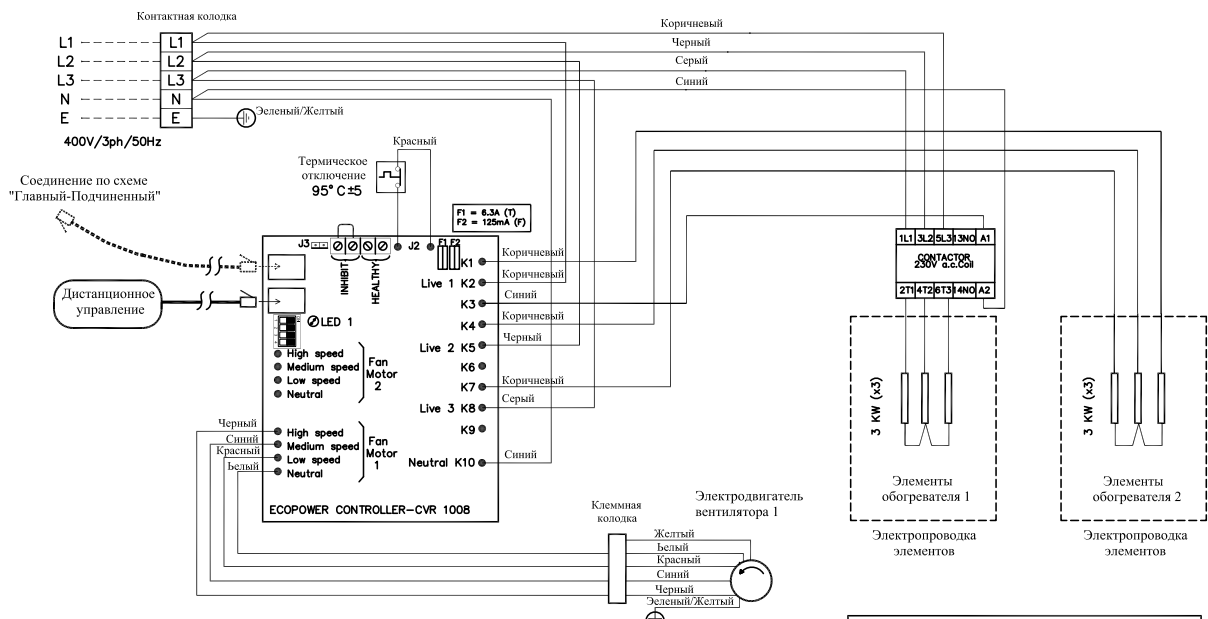 Контактная колодка
L1 L1
L2 L2
L3 L3
N N
E E
400V/3ph/50Hz
Эеленый/Желтый
Коричневый
Черный
Серый
Синий
Красный
Термическое
отключение
95°C±5
Соединение по схеме
"Главный-Подчиненный"
Дистанционное
управление
F1 = 6.3A (T)
F2 = 125mA (F)
J3
J2
F1 F2
INHIBIT
HEALTHY
LED 1
K1 Коричневый
Live 1 K2 Коричневый
K3 Синий
K4 Коричневый
Live 2 K5 Черный
K6
K7 Коричневый
Live 3 K8 Серый
K9
Neutral K10 Синий
High speed
Medium speed
Low speed
Neutral
Fan
Motor
2
Черный
Синий
Красный
Ьелый
High speed
Medium speed
Low speed
Neutral
Fan
Motor
1
ECOPOWER CONTROLLER-CVR 1008
1L1 3L2 5L3 13NO A1
CONTACTOR
230V a.c.Coil
2T1 4T2 6T3 14NO A2
3 KW (x3)
Элементы
обогревателя 1
Электропроводка
элементов
3 KW (x3)
Элементы
обогревателя 2
Электропроводка
элементов
Клеммная
колодка
Электродвигатель
вентилятора 1
Желтый
Ьелый
Красный
Синий
Черный
Эеленый/Желтый